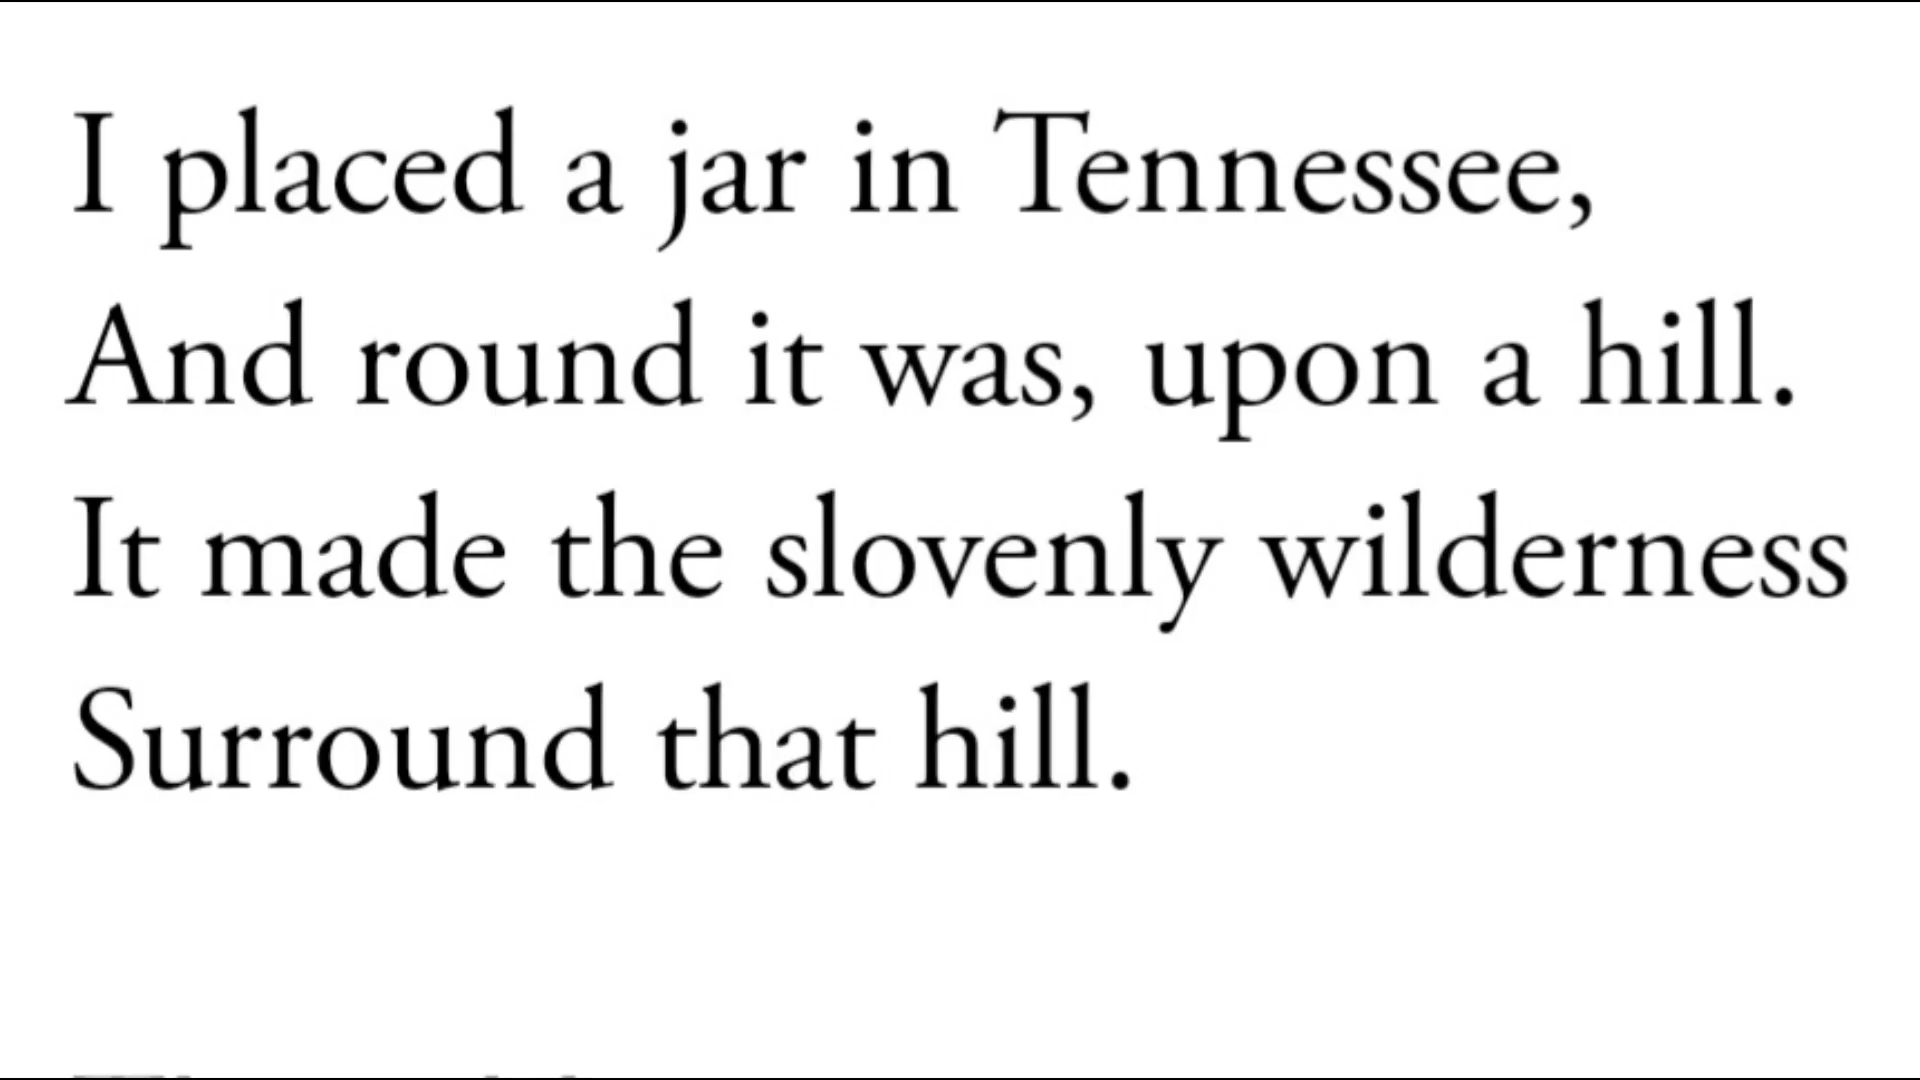 I placed a jar in Tennessee,
And round it was, upon a hill.
It made the slovenly wilderness
Surround that hill.